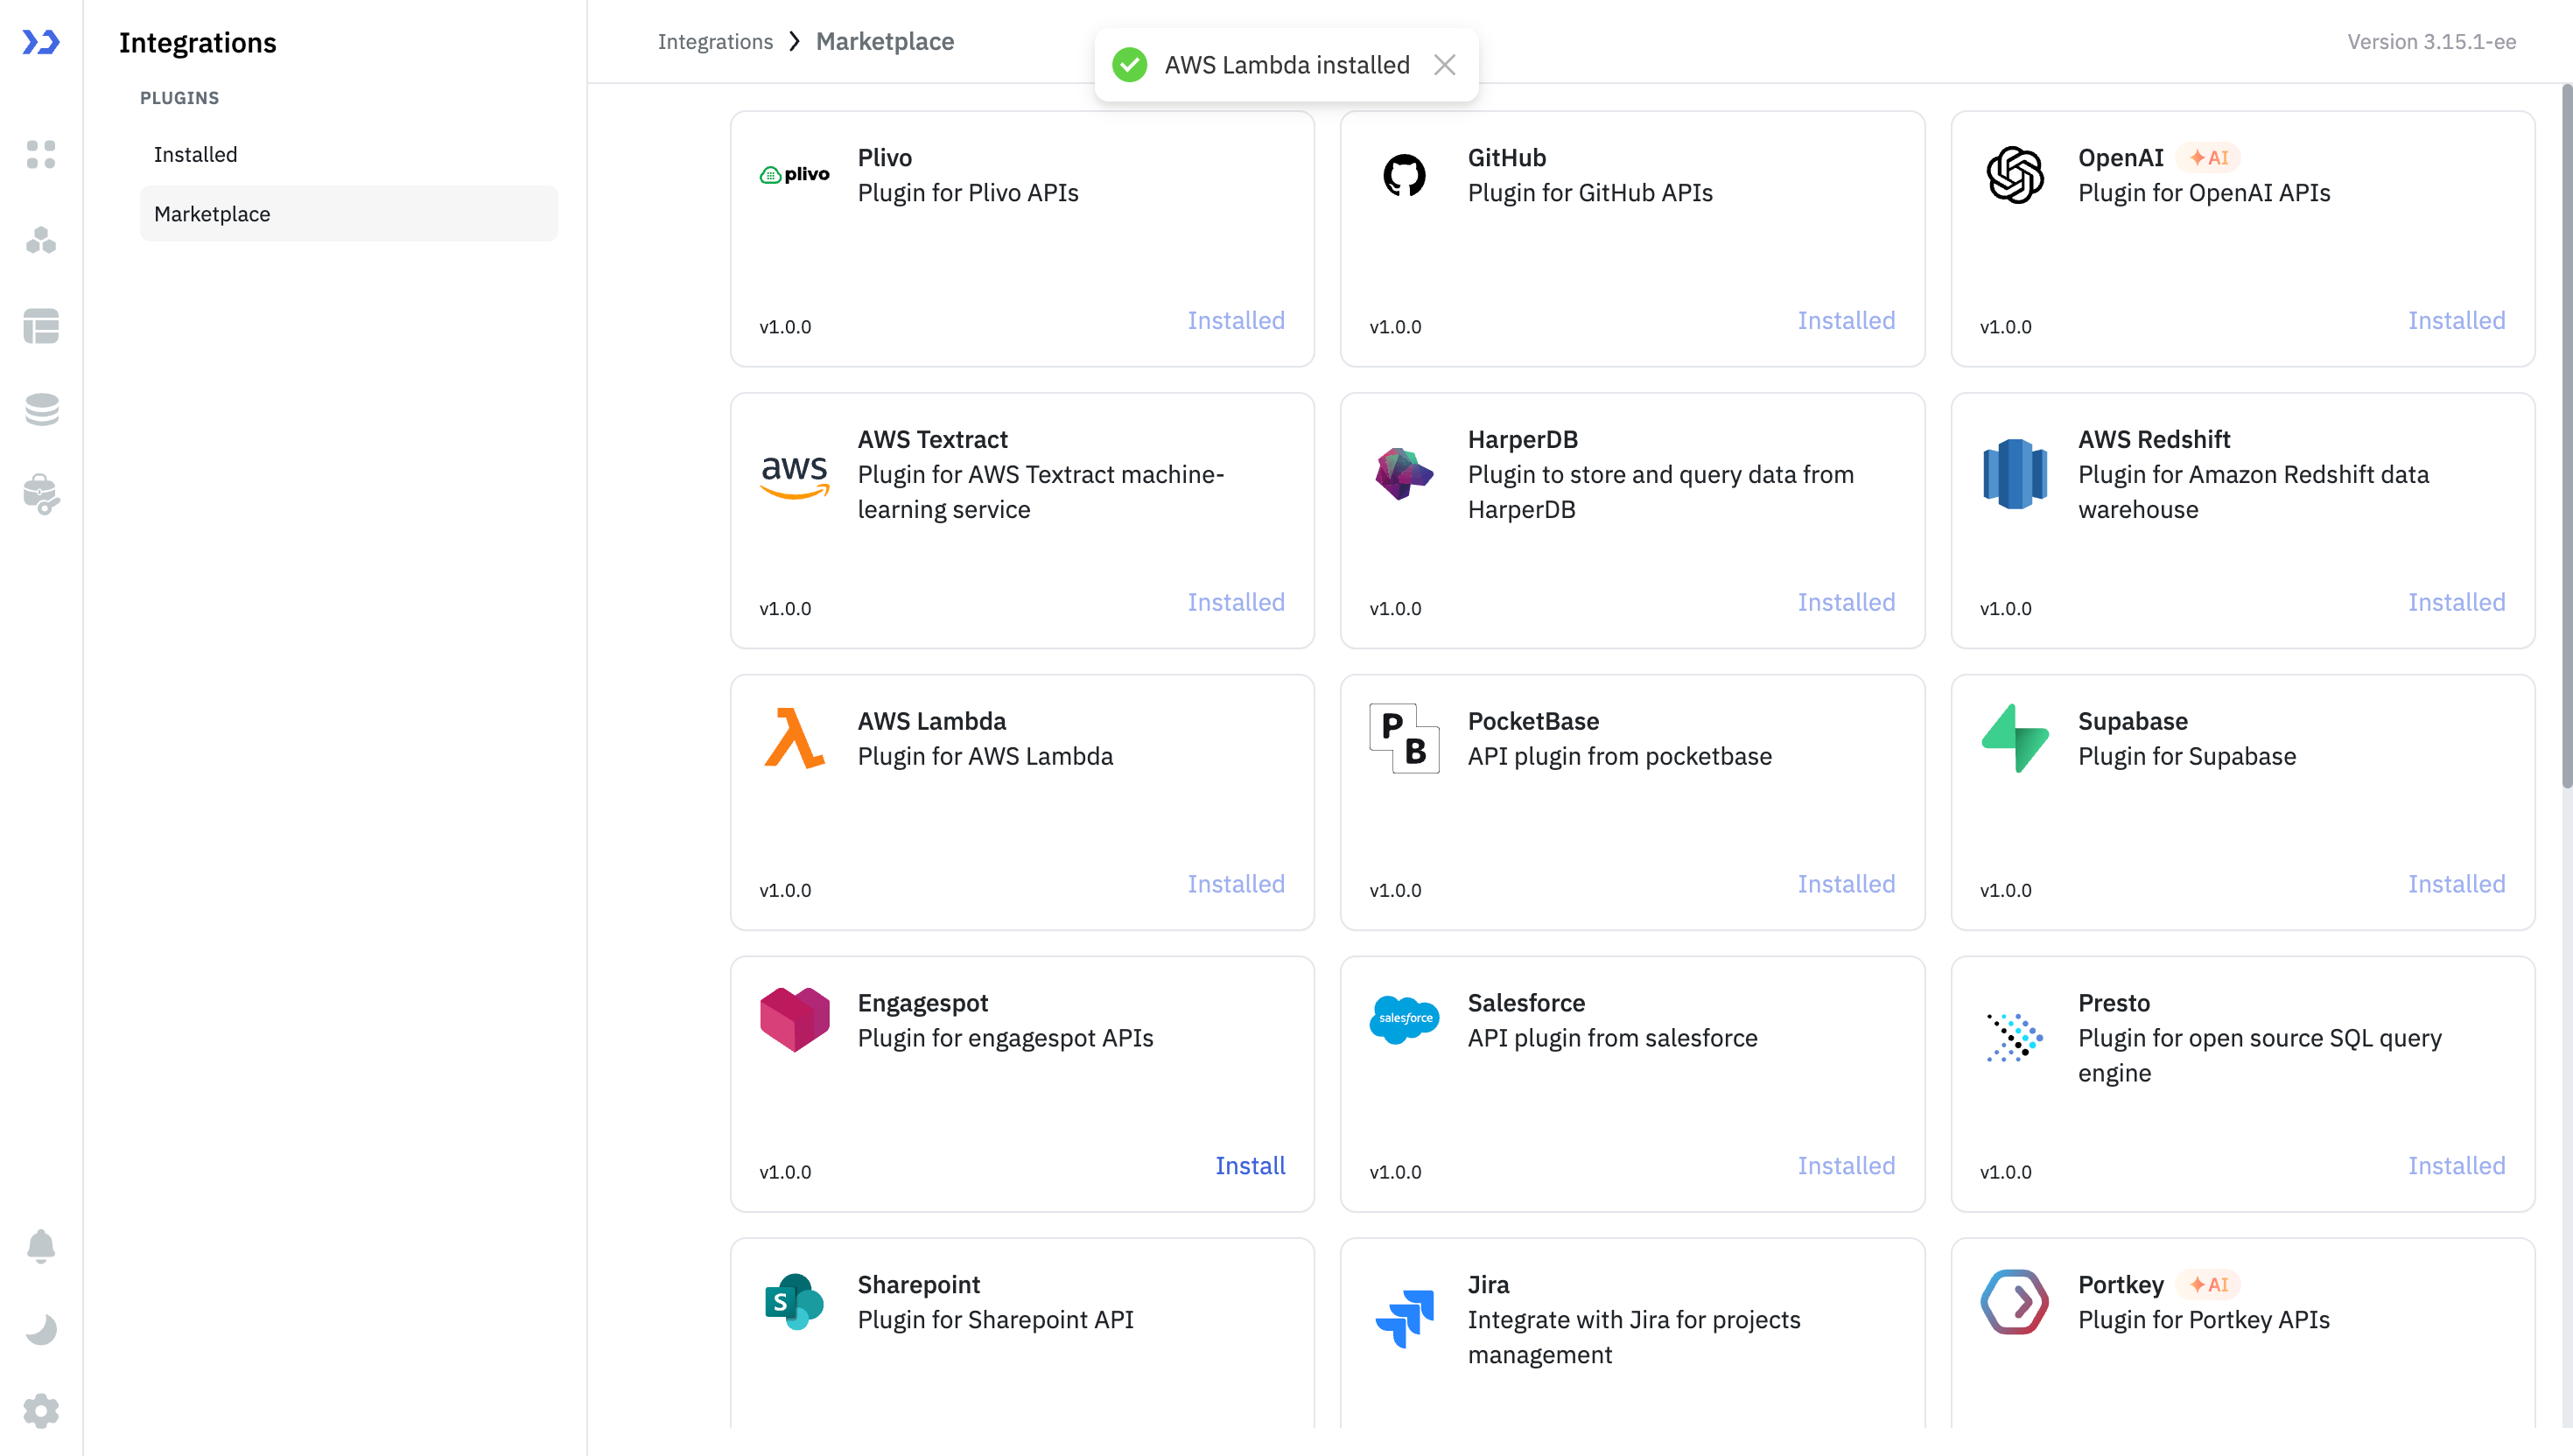 Integrations
PLUGINS
Installed
Marketplace
Integrations
Marketplace
AWS Lambda installed
Version 3.15.1-ee
plivo
Plivo
Plugin for Plivo APIs
v1.0.0
Installed
GitHub
Plugin for GitHub APIs
v1.0.0
Installed
OpenAI
AI
Plugin for OpenAI APIs
v1.0.0
Installed
aws
AWS Textract
Plugin for AWS Textract machine-
learning service
v1.0.0
Installed
HarperDB
Plugin to store and query data from
HarperDB
v1.0.0
Installed
AWS Redshift
Plugin for Amazon Redshift data
warehouse
v1.0.0
Installed
AWS Lambda
Plugin for AWS Lambda
v1.0.0
Installed
P
B
PocketBase
API plugin from pocketbase
v1.0.0
Installed
Supabase
Plugin for Supabase
v1.0.0
Installed
Engagespot
Plugin for engagespot APIs
v1.0.0
Install
salesforce
Salesforce
API plugin from salesforce
v1.0.0
Installed
Presto
Plugin for open source SQL query
engine
v1.0.0
Installed
S
Sharepoint
Plugin for Sharepoint API
Jira
Integrate with Jira for projects
management
Portkey
AI
Plugin for Portkey APIs